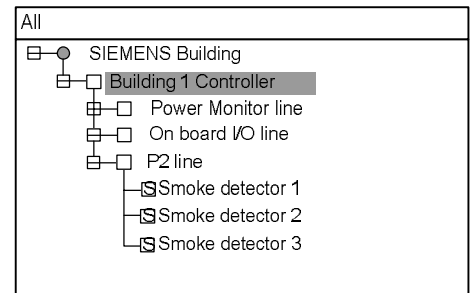 All
SIEMENS Building
Building 1 Controller
Power Monitor line
On board I/O line
P2 line
S Smoke detector 1
S Smoke detector 2
S Smoke detector 3